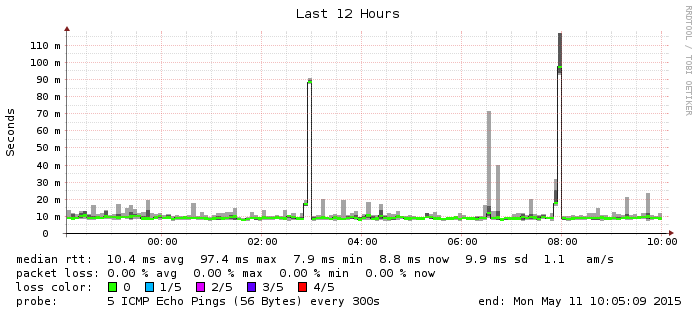 Last 12 Hours
RRDTOOL / TOBI OETIKER
Seconds
110 m
100 m
90 m
80 m
70 m
60 m
50 m
40 m
30 m
20 m
10 m
0
00:00 02:00 04:00 06:00 08:00 10:00
median rtt: 10.4 ms avg 97.4 ms max 7.9 ms min 8.8 ms now 9.9 ms sd 1.1 am/s
packet loss: 0.00 % avg 0.00 % max 0.00 % min 0.00 % now
loss color: 0 1/5 2/5 3/5 4/5
probe: 5 ICMP Echo Pings (56 Bytes) every 300s end: Mon May 11 10:05:09 2015